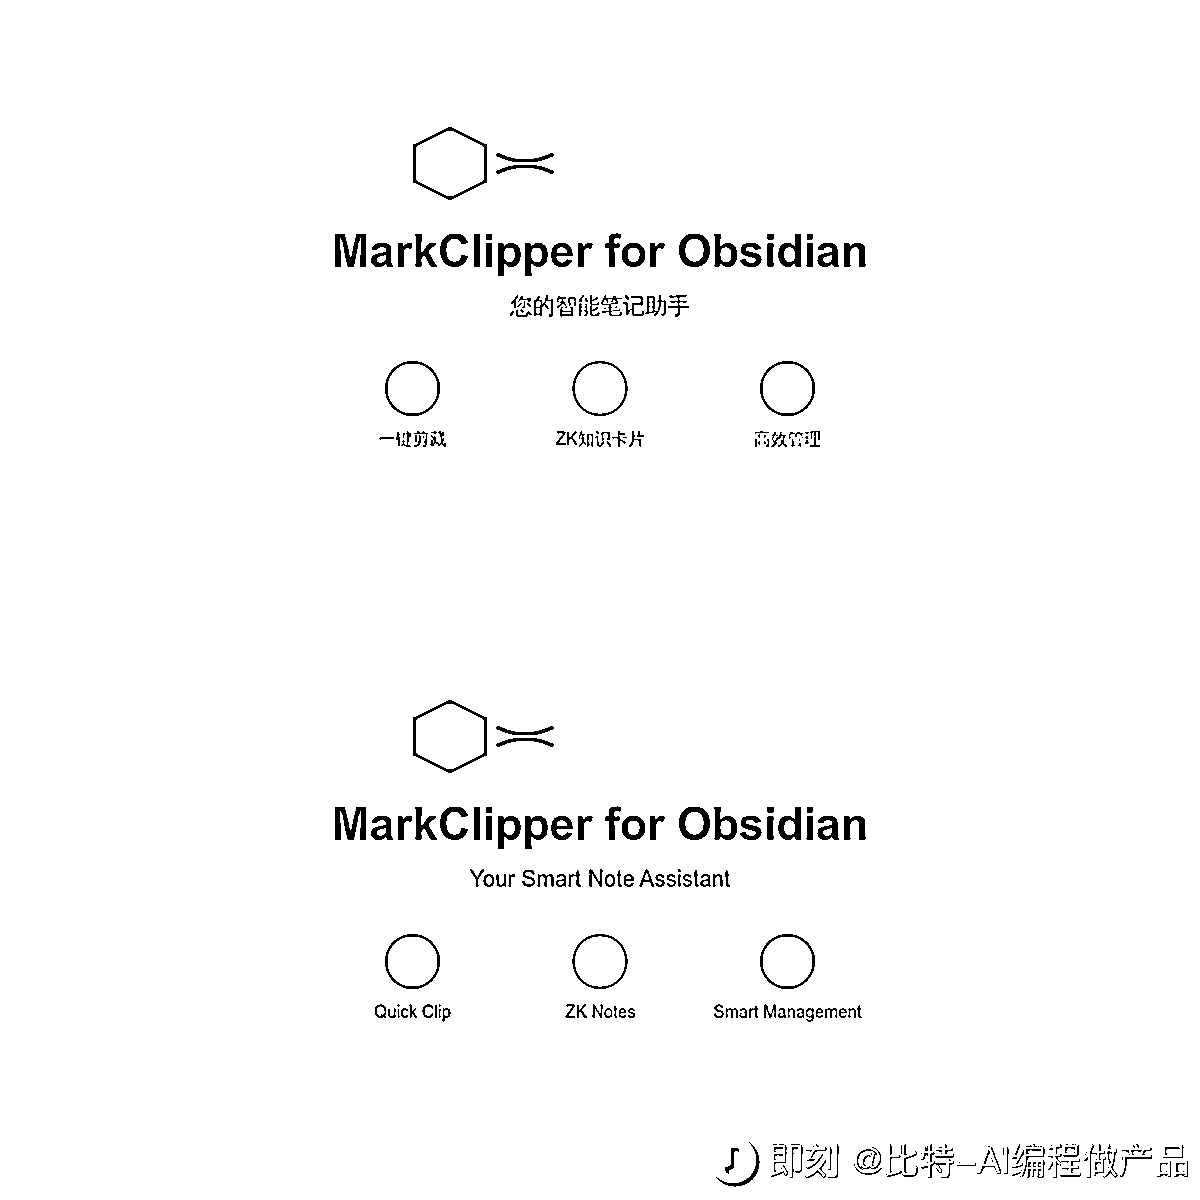 MarkClipper for Obsidian
您的智能笔记助手
一键剪藏 ZK知识卡片 高效管理
MarkClipper for Obsidian
Your Smart Note Assistant
Quick Clip ZK Notes Smart Management
即刻 @比特–AI编程做产品